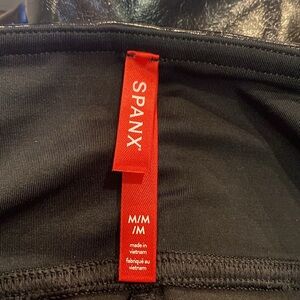 SPANX®
M/M
/M
made in
vietnam
fabriqué au
vietnam